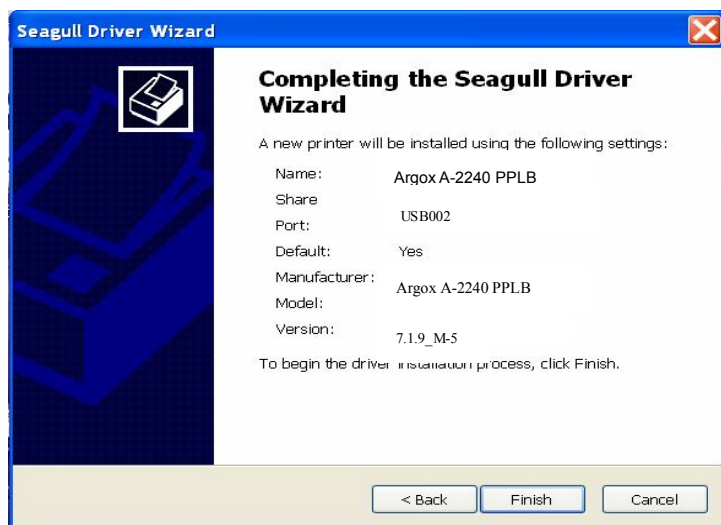 Seagull Driver Wizard
Completing the Seagull Driver
Wizard
A new printer will be installed using the following settings:
Name: Argox A-2240 PPLB
Share
Port: USB002
Default: Yes
Manufacturer:
Argox A-2240 PPLB
Model:
Version: 7.1.9_M-5
To begin the driver installation process, click Finish.
< Back Finish Cancel